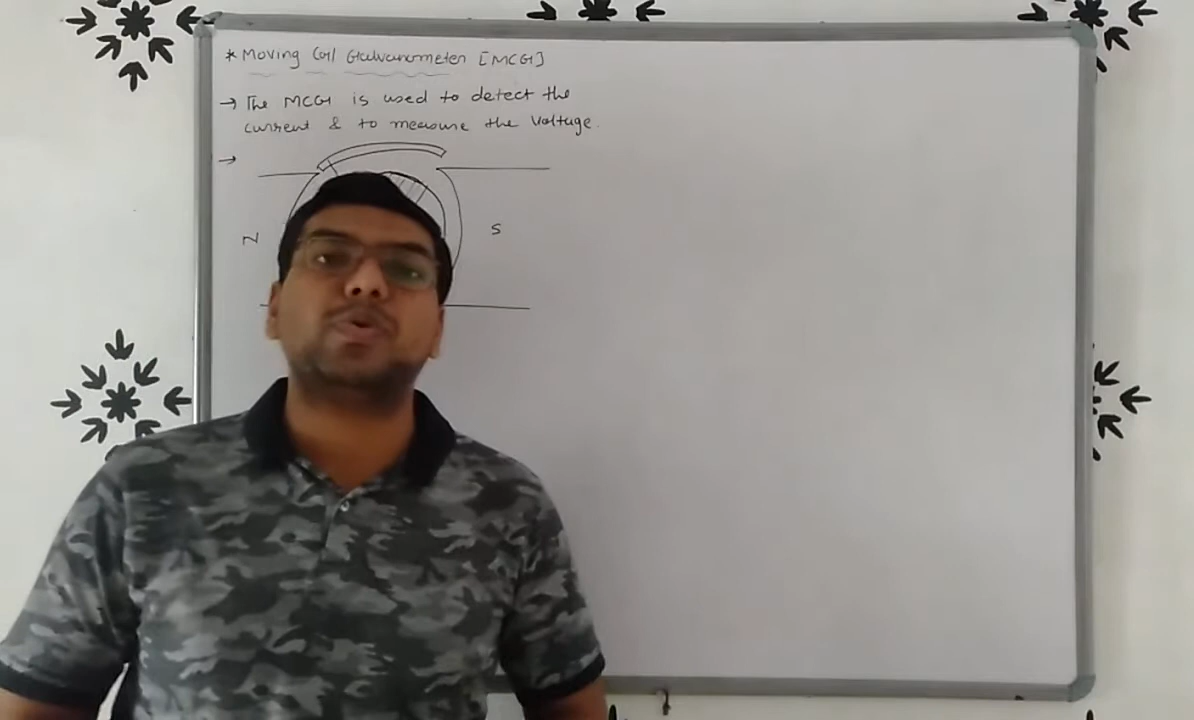 * Moving Coil Galvanometer [MCG]
→ The MCG is used to detect the
current & to measure the voltage.
→
N
S